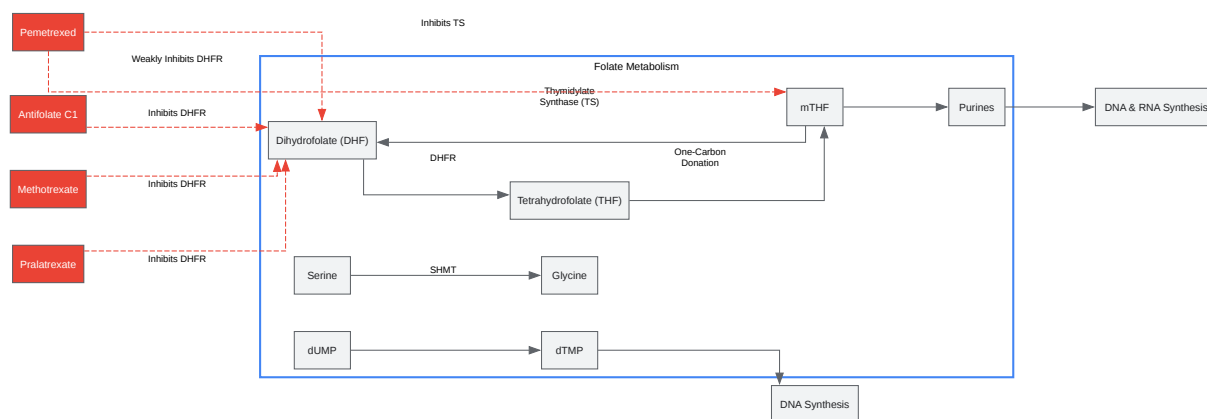 Pemetrexed
Inhibits TS
Weakly Inhibits DHFR
Folate Metabolism
Thymidylate
Synthase (TS)
mTHF
Purines
DNA & RNA Synthesis
Antifolate C1
Inhibits DHFR
Dihydrofolate (DHF)
DHFR
One-Carbon
Donation
Methotrexate
Inhibits DHFR
Tetrahydrofolate (THF)
Pralatrexate
Inhibits DHFR
Serine
SHMT
Glycine
dUMP
dTMP
DNA Synthesis